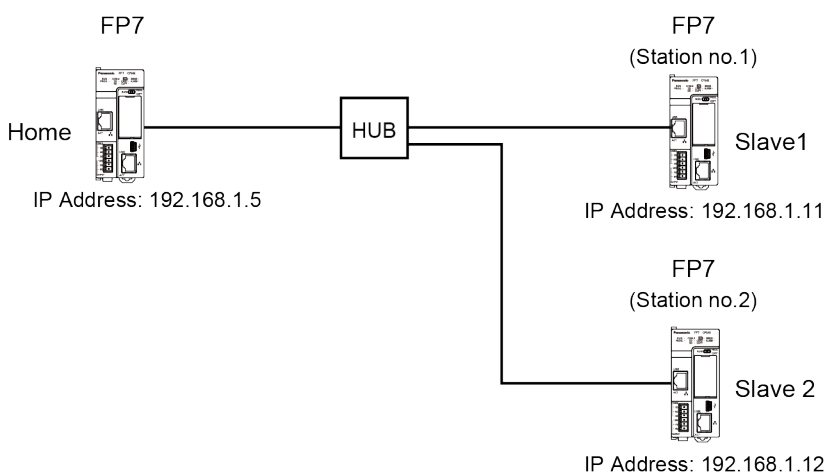 FP7
Home
IP Address: 192.168.1.5
HUB
FP7
(Station no.1)
Slave1
IP Address: 192.168.1.11
FP7
(Station no.2)
Slave 2
IP Address: 192.168.1.12